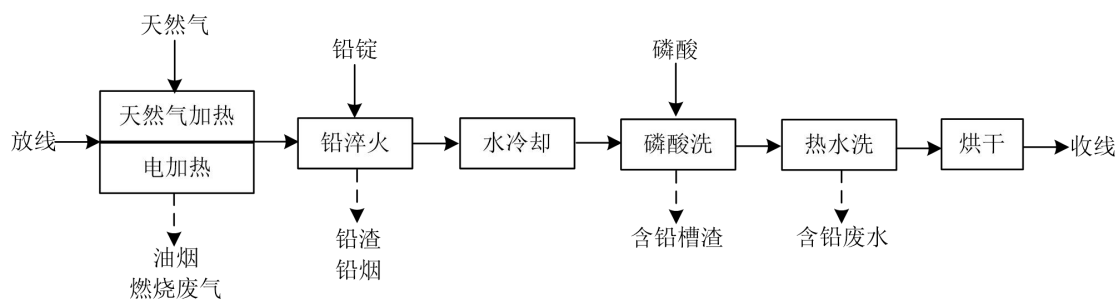 天然气
铅锭
磷酸
放线
天然气加热
电加热
铅淬火
水冷却
磷酸洗
热水洗
烘干
收线
油烟
燃烧废气
铅渣
铅烟
含铅槽渣
含铅废水